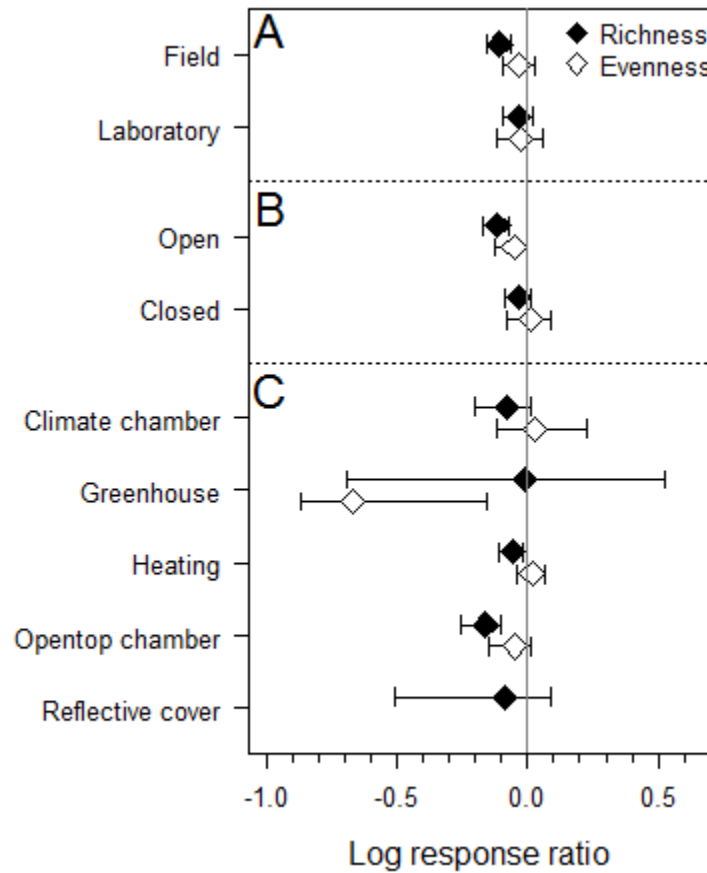 A
Richness
Evenness
Field
Laboratory
B
Open
Closed
C
Climate chamber
Greenhouse
Heating
Opentop chamber
Reflective cover
-1.0 -0.5 0.0 0.5
Log response ratio